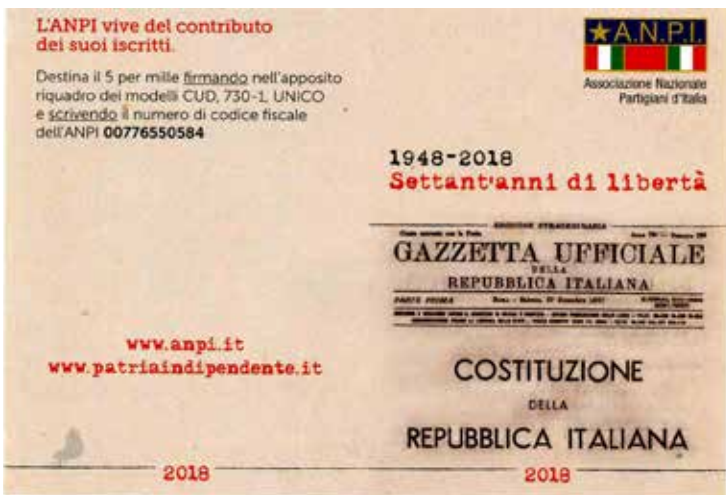 L'ANPI vive del contributo
dei suoi iscritti.
Destina il 5 per mille firmando nell'apposito
riquadro dei modelli CUD, 730-1, UNICO
e scrivendo il numero di codice fiscale
dell'ANPI 00776550584
www.anpi.it
www.patriaindipendente.it
2018
A.N.P.I.
Associazione Nazionale
Partigiani d'Italia
1948-2018
Settant'anni di libertà
EDIZIONE STRAORDINARIA
GAZZETTA UFFICIALE
DELLA
REPUBBLICA ITALIANA
PARTE PRIMA
COSTITUZIONE
DELLA
REPUBBLICA ITALIANA
2018